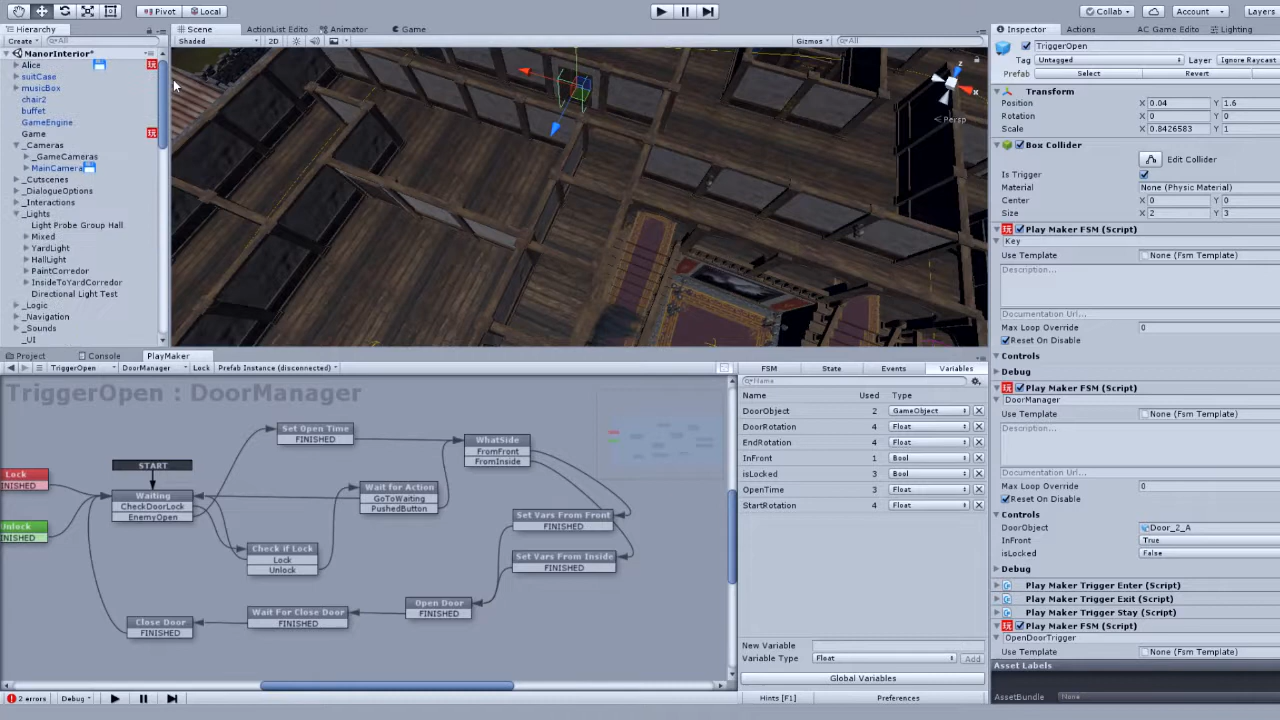 Pivot Local Collab Account Layers
Hierarchy Scene ActionList Edito Animator Game Inspector Actions AC Game Edito Lighting
Create All Shaded 2D Gizmos All
ManorInterior*
Alice
suitCase
musicBox
chair2
buffet
GameEngine
Game
_Cameras
_GameCameras
MainCamera
_Cutscenes
_DialogueOptions
_Interactions
_Lights
Light Probe Group Hall
Mixed
YardLight
HallLight
PaintCorredor
InsideToYardCorredor
Directional Light Test
_Logic
_Navigation
_Sounds
_UI
z
x
Persp
TriggerOpen
Tag Untagged Layer Ignore Raycast
Prefab Select Revert
Transform
Position X 0.04 Y 1.6
Rotation X 0 Y 0
Scale X 0.8426583 Y 1
Box Collider
Edit Collider
Is Trigger
Material None (Physic Material)
Center X 0 Y 0
Size X 2 Y 3
Play Maker FSM (Script)
Key
Use Template None (Fsm Template)
Description...
Documentation Url...
Max Loop Override 0
Reset On Disable
Controls
Debug
Play Maker FSM (Script)
DoorManager
Use Template None (Fsm Template)
Description...
Documentation Url...
Max Loop Override 0
Reset On Disable
Controls
DoorObject Door_2_A
InFront True
isLocked False
Debug
Play Maker Trigger Enter (Script)
Play Maker Trigger Exit (Script)
Play Maker Trigger Stay (Script)
Play Maker FSM (Script)
OpenDoorTrigger
Use Template None (Fsm Template)
Asset Labels
AssetBundle None
Project Console PlayMaker
TriggerOpen DoorManager Lock Prefab Instance (disconnected)
TriggerOpen : DoorManager
Lock
INISHED
Unlock
INISHED
START
Waiting
CheckDoorLock
EnemyOpen
Set Open Time
FINISHED
Wait for Action
GoToWaiting
PushedButton
WhatSide
FromFront
FromInside
Check if Lock
Lock
Unlock
Set Vars From Front
FINISHED
Set Vars From Inside
FINISHED
Open Door
FINISHED
Wait For Close Door
FINISHED
Close Door
FINISHED
FSM State Events Variables
Name
Name Used Type
DoorObject 2 GameObject
DoorRotation 4 Float
EndRotation 4 Float
InFront 1 Bool
isLocked 3 Bool
OpenTime 3 Float
StartRotation 4 Float
New Variable
Variable Type Float Add
Global Variables
2 errors Debug Hints [F1] Preferences